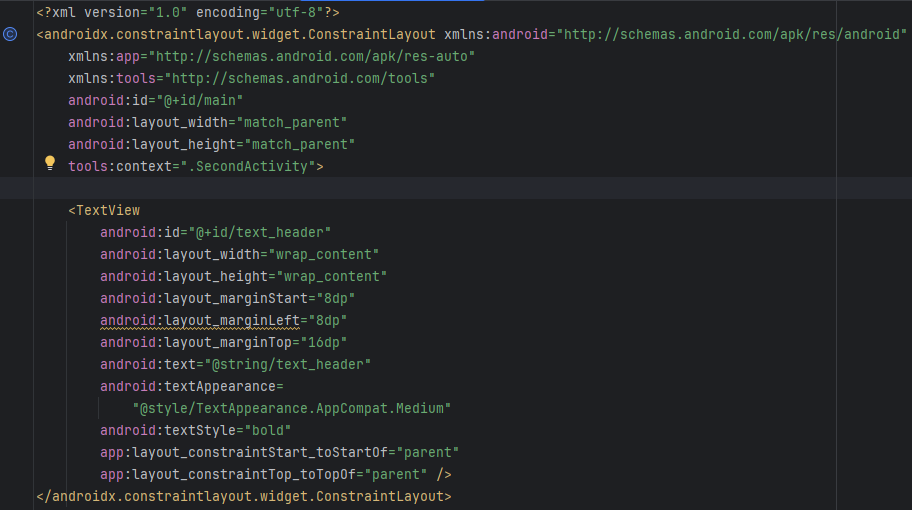 <?xml version="1.0" encoding="utf-8"?>
<androidx.constraintlayout.widget.ConstraintLayout xmlns:android="http://schemas.android.com/apk/res/android"
    xmlns:app="http://schemas.android.com/apk/res-auto"
    xmlns:tools="http://schemas.android.com/tools"
    android:id="@+id/main"
    android:layout_width="match_parent"
    android:layout_height="match_parent"
    tools:context=".SecondActivity">

    <TextView
        android:id="@+id/text_header"
        android:layout_width="wrap_content"
        android:layout_height="wrap_content"
        android:layout_marginStart="8dp"
        android:layout_marginLeft="8dp"
        android:layout_marginTop="16dp"
        android:text="@string/text_header"
        android:textAppearance=
            "@style/TextAppearance.AppCompat.Medium"
        android:textStyle="bold"
        app:layout_constraintStart_toStartOf="parent"
        app:layout_constraintTop_toTopOf="parent" />
</androidx.constraintlayout.widget.ConstraintLayout>